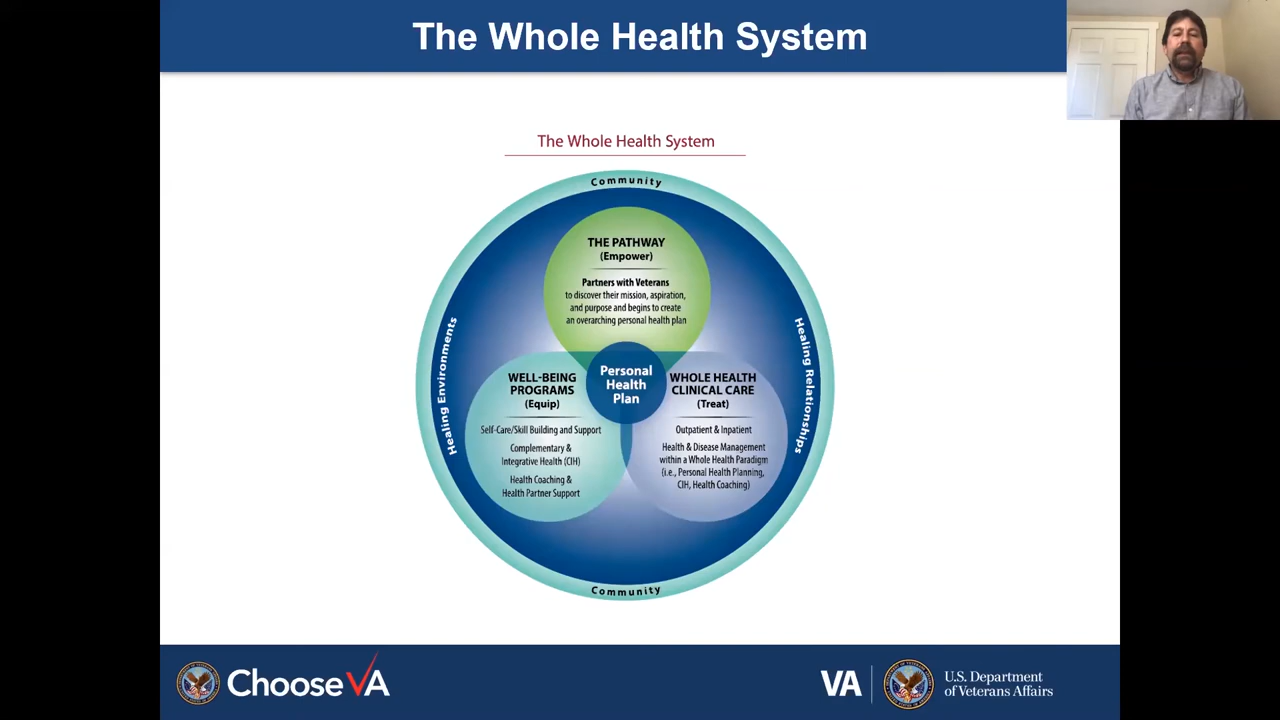 The Whole Health System
The Whole Health System
Community
THE PATHWAY
(Empower)
Partners with Veterans
to discover their mission, aspiration,
and purpose and begins to create
an overarching personal health plan
Healing Environments
Healing Relationships
Personal
Health
Plan
WELL-BEING
PROGRAMS
(Equip)
Self-Care/Skill Building and Support
Complementary &
Integrative Health (CIH)
Health Coaching &
Health Partner Support
WHOLE HEALTH
CLINICAL CARE
(Treat)
Outpatient & Inpatient
Health & Disease Management
within a Whole Health Paradigm
(i.e., Personal Health Planning,
CIH, Health Coaching)
Community
Choose VA
VA
U.S. Department
of Veterans Affairs